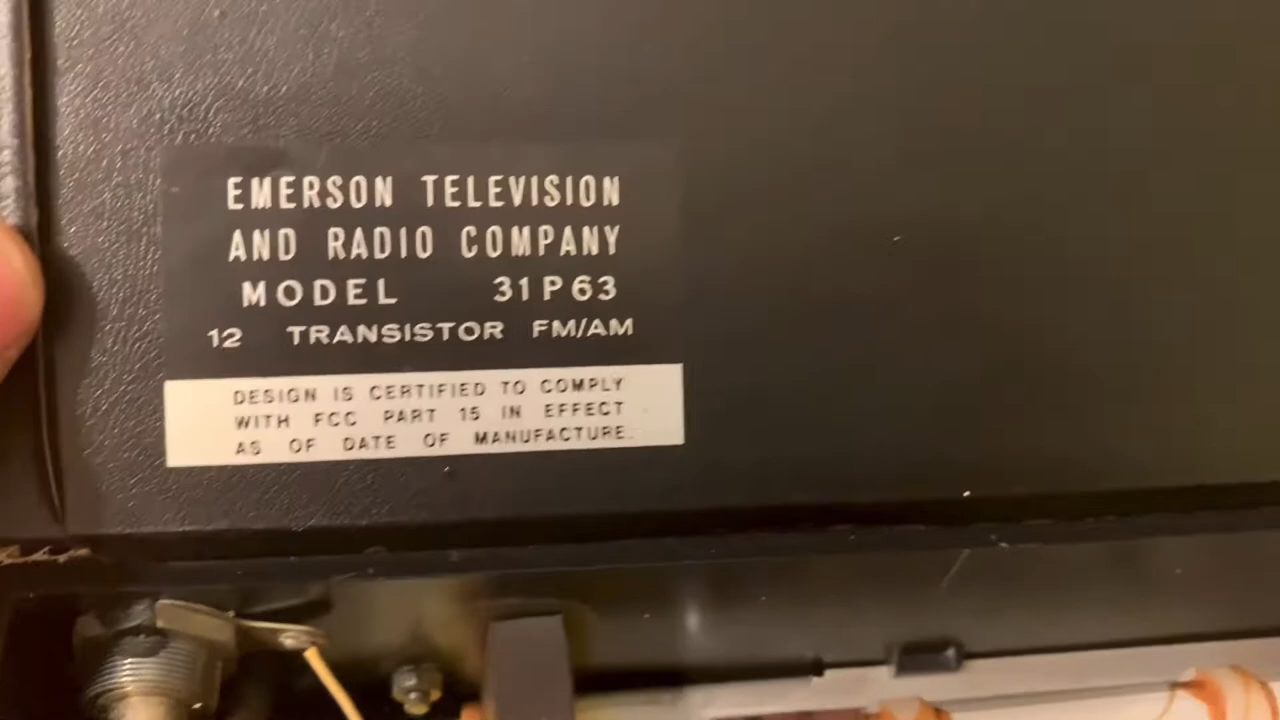 EMERSON TELEVISION
AND RADIO COMPANY
MODEL 31P63
12 TRANSISTOR FM/AM
DESIGN IS CERTIFIED TO COMPLY
WITH FCC PART 15 IN EFFECT
AS OF DATE OF MANUFACTURE.